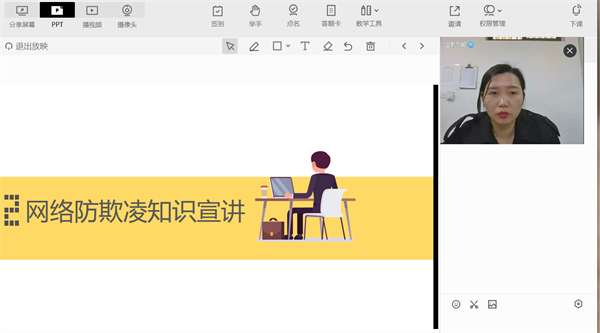 分享屏幕 PPT 播视频 摄像头 签到 举手 点名 答题卡 教学工具 邀请 权限管理 下课
退出放映 T
2 网络防欺凌知识宣讲